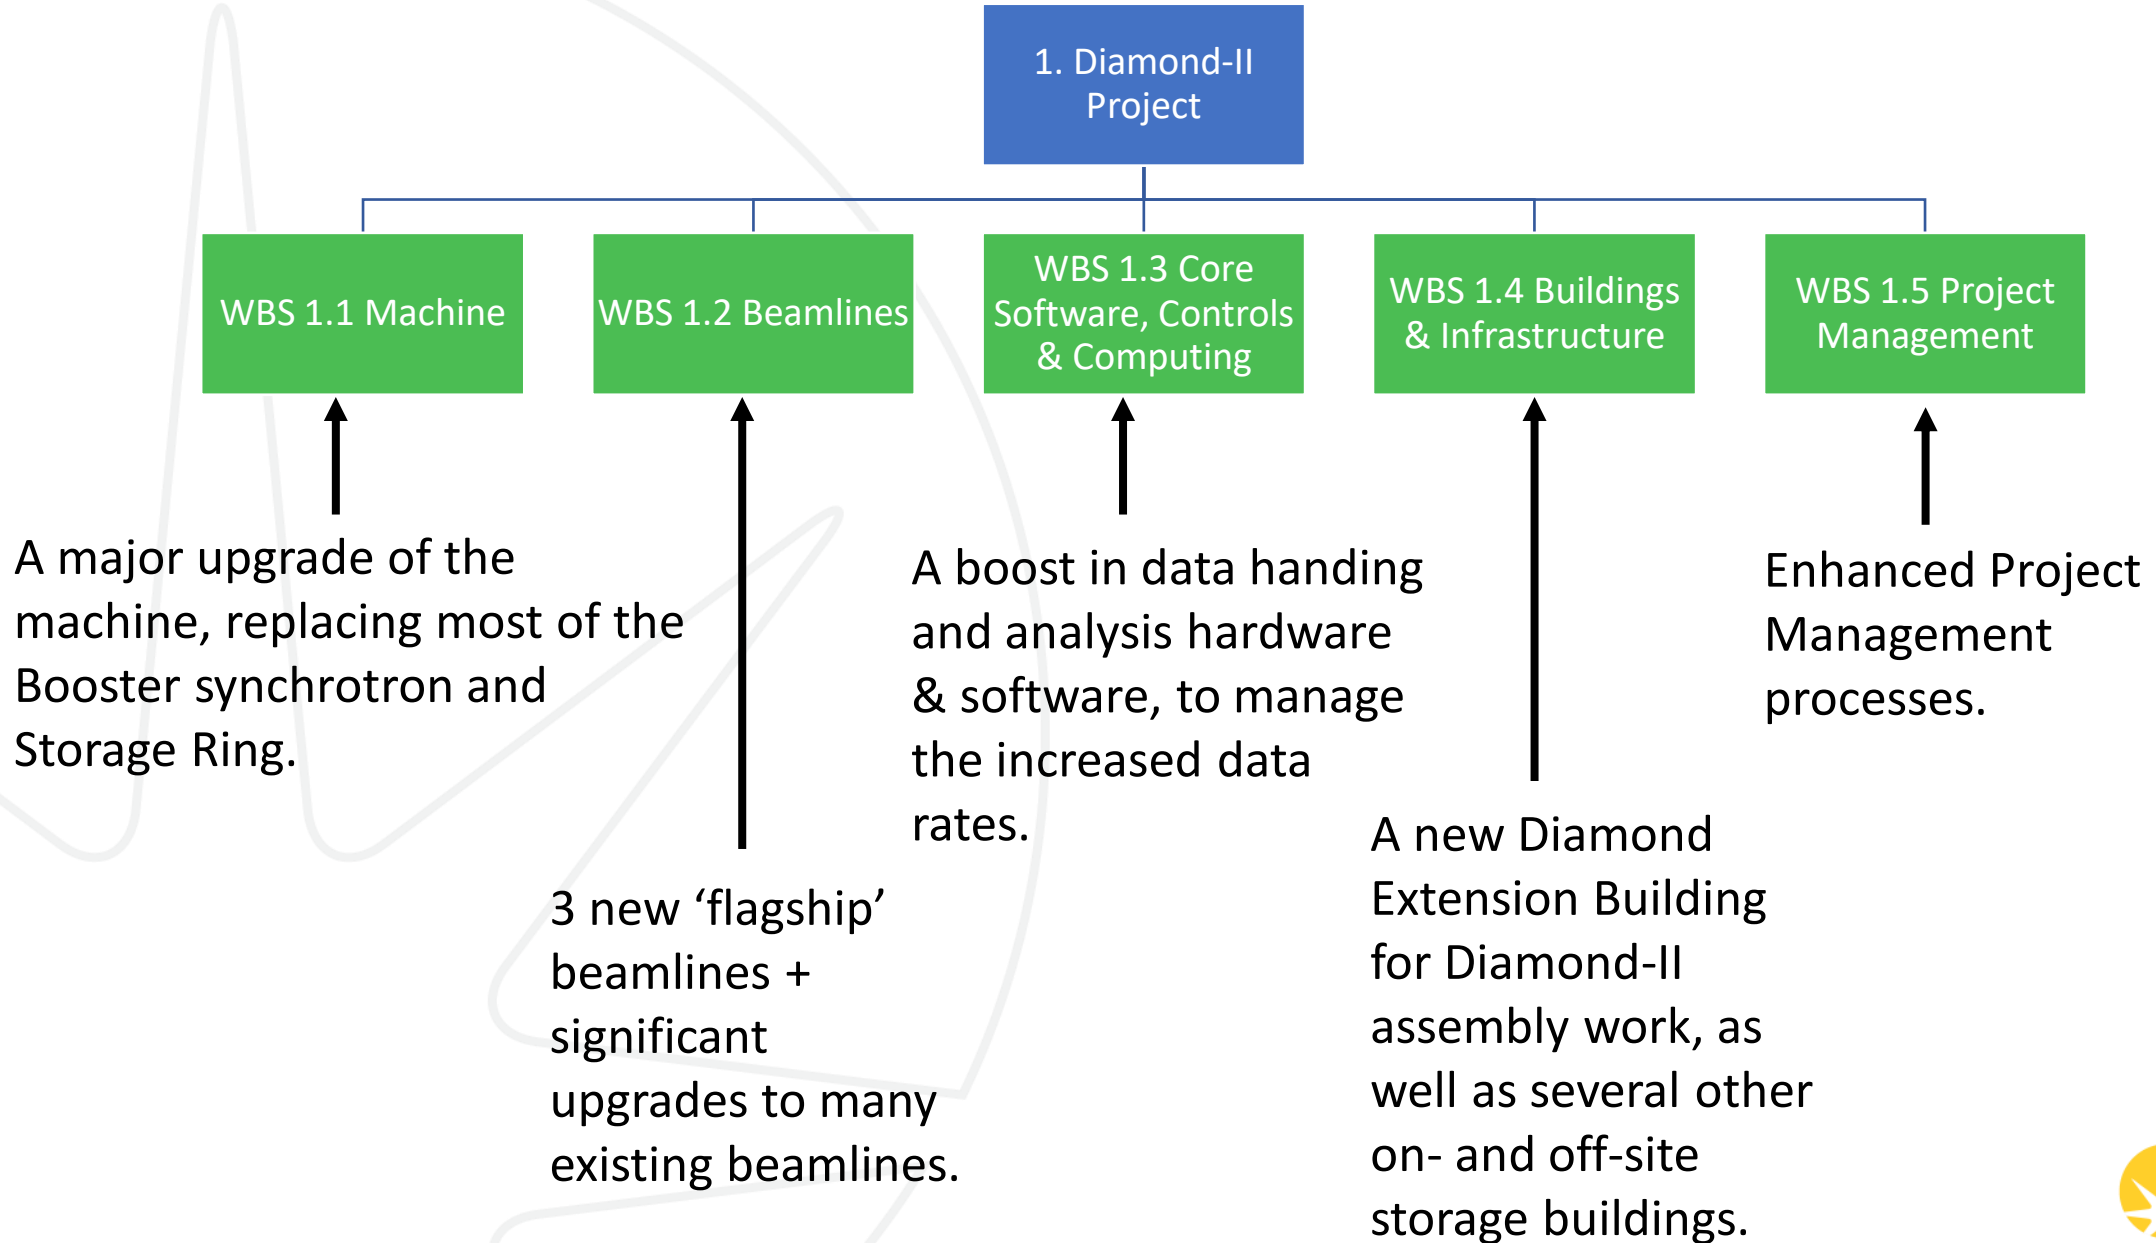 1. Diamond-II
Project
WBS 1.1 Machine
WBS 1.2 Beamlines
WBS 1.3 Core
Software, Controls
& Computing
WBS 1.4 Buildings
& Infrastructure
WBS 1.5 Project
Management
A major upgrade of the
machine, replacing most of the
Booster synchrotron and
Storage Ring.
3 new ‘flagship’
beamlines +
significant
upgrades to many
existing beamlines.
A boost in data handing
and analysis hardware
& software, to manage
the increased data
rates.
A new Diamond
Extension Building
for Diamond-II
assembly work, as
well as several other
on- and off-site
storage buildings.
Enhanced Project
Management
processes.